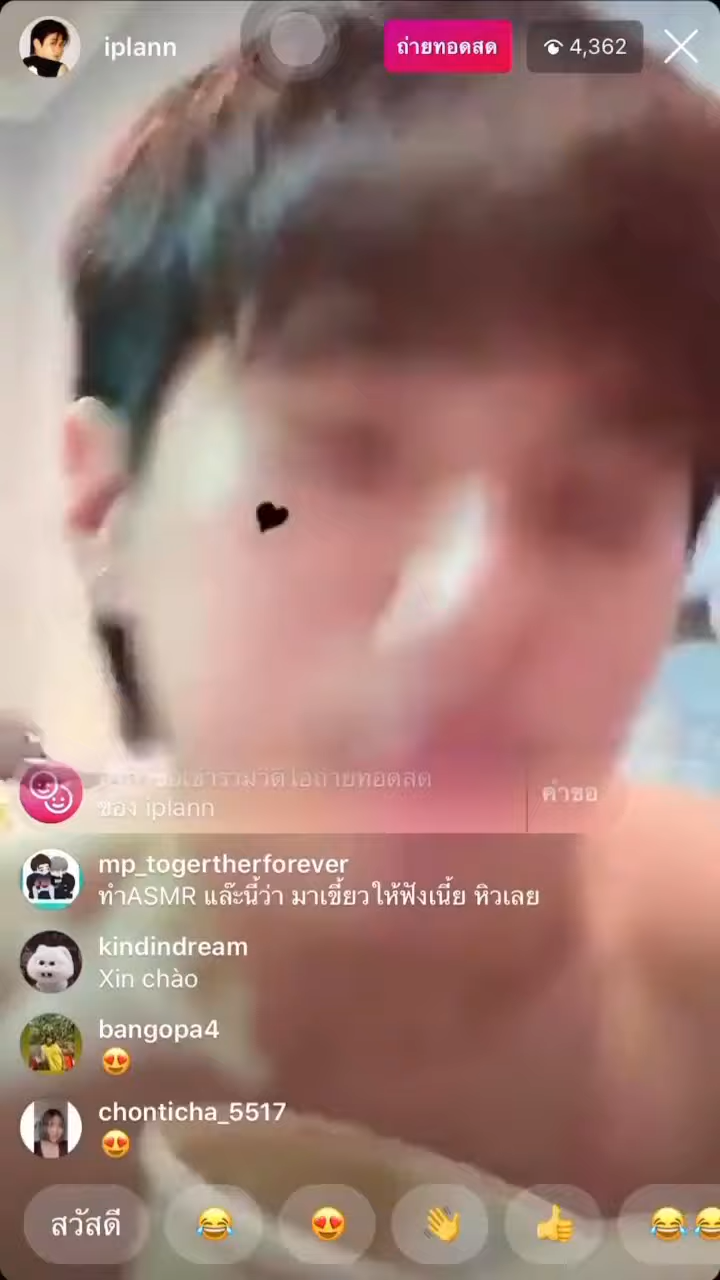 iplann
ถ่ายทอดสด
4,362
ของ iplann
คำขอ
mp_togertherforever
ทำASMR แล๊ะนี้ว่า มาเขี้ยวให้ฟังเนี้ย หิวเลย
kindindream
Xin chào
bangopa4
😍
chonticha_5517
😍
สวัสดี 😂 😍 👋 👍 😂😂